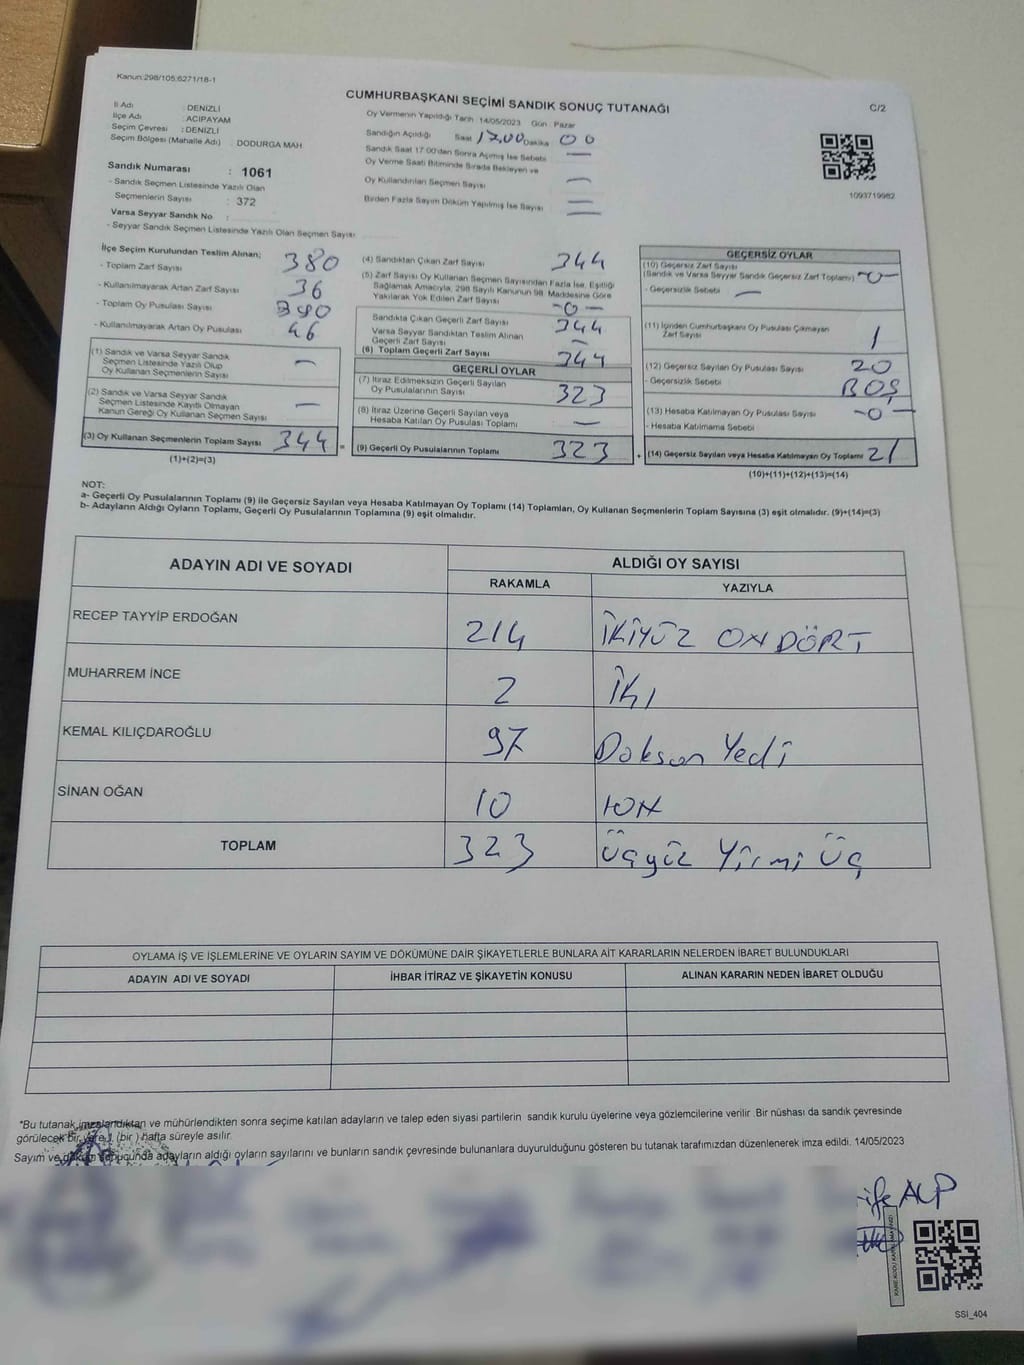 Kanun:298/105,6271/18-1
CUMHURBAŞKANI SEÇİMİ SANDIK SONUÇ TUTANAĞI
C/2
İl Adı : DENİZLİ
İlçe Adı : ACIPAYAM
Seçim Çevresi : DENİZLİ
Seçim Bölgesi (Mahalle Adı) : DODURGA MAH.
Oy Vermenin Yapıldığı Tarih : 14/05/2023 Gün : Pazar
Sandığın Açıldığı Saat 17,00 Dakika 00
Sandık Saat 17:00'den Sonra Açılmış İse Sebebi —
Oy Verme Saati Bitiminde Sırada Bekleyen ve
Oy Kullandırılan Seçmen Sayısı —
Birden Fazla Sayım Döküm Yapılmış İse Sayısı
1093719962
Sandık Numarası : 1061
- Sandık Seçmen Listesinde Yazılı Olan
Seçmenlerin Sayısı : 372
Varsa Seyyar Sandık No :
- Seyyar Sandık Seçmen Listesinde Yazılı Olan Seçmen Sayısı
İlçe Seçim Kurulundan Teslim Alınan;
- Toplam Zarf Sayısı 380
- Kullanılmayarak Artan Zarf Sayısı 36
- Toplam Oy Pusulası Sayısı 390
- Kullanılmayarak Artan Oy Pusulası 46
(1) Sandık ve Varsa Seyyar Sandık
Seçmen Listesinde Yazılı Olup
Oy Kullanan Seçmenlerin Sayısı —
(2) Sandık ve Varsa Seyyar Sandık
Seçmen Listesinde Kayıtlı Olmayan
Kanun Gereği Oy Kullanan Seçmen Sayısı —
(3) Oy Kullanan Seçmenlerin Toplam Sayısı 344 =
(1)+(2)=(3)
(4) Sandıktan Çıkan Zarf Sayısı 344
(5) Zarf Sayısı Oy Kullanan Seçmen Sayısından Fazla İse, Eşitliği
Sağlamak Amacıyla, 298 Sayılı Kanunun 98. Maddesine Göre
Yakılarak Yok Edilen Zarf Sayısı -0-
Sandıkta Çıkan Geçerli Zarf Sayısı 344
Varsa Seyyar Sandıktan Teslim Alınan
Geçerli Zarf Sayısı —
(6) Toplam Geçerli Zarf Sayısı 344
GEÇERLİ OYLAR
(7) İtiraz Edilmeksizin Geçerli Sayılan
Oy Pusulalarının Sayısı 323
(8) İtiraz Üzerine Geçerli Sayılan veya
Hesaba Katılan Oy Pusulası Toplamı —
(9) Geçerli Oy Pusulalarının Toplamı 323 +
GEÇERSİZ OYLAR
(10) Geçersiz Zarf Sayısı
(Sandık ve Varsa Seyyar Sandık Geçersiz Zarf Toplamı) -0-
- Geçersizlik Sebebi —
(11) İçinden Cumhurbaşkanı Oy Pusulası Çıkmayan
Zarf Sayısı 1
(12) Geçersiz Sayılan Oy Pusulası Sayısı 20
- Geçersizlik Sebebi BOŞ
(13) Hesaba Katılmayan Oy Pusulası Sayısı -0-
- Hesaba Katılmama Sebebi
(14) Geçersiz Sayılan veya Hesaba Katılmayan Oy Toplamı 21
(10)+(11)+(12)+(13)=(14)
NOT:
a- Geçerli Oy Pusulalarının Toplamı (9) ile Geçersiz Sayılan veya Hesaba Katılmayan Oy Toplamı (14) Toplamları, Oy Kullanan Seçmenlerin Toplam Sayısına (3) eşit olmalıdır. (9)+(14)=(3)
b- Adayların Aldığı Oyların Toplamı, Geçerli Oy Pusulalarının Toplamına (9) eşit olmalıdır.
ADAYIN ADI VE SOYADI ALDIĞI OY SAYISI
RAKAMLA YAZIYLA
RECEP TAYYİP ERDOĞAN 214 İKİYÜZ ON DÖRT
MUHARREM İNCE 2 İKİ
KEMAL KILIÇDAROĞLU 97 Doksan Yedi
SİNAN OĞAN 10 ION
TOPLAM 323 Üçyüz Yirmi Üç
OYLAMA İŞ VE İŞLEMLERİNE VE OYLARIN SAYIM VE DÖKÜMÜNE DAİR ŞİKAYETLERLE BUNLARA AİT KARARLARIN NELERDEN İBARET BULUNDUKLARI
ADAYIN ADI VE SOYADI İHBAR İTİRAZ VE ŞİKAYETİN KONUSU ALINAN KARARIN NEDEN İBARET OLDUĞU
*Bu tutanak imzalandıktan ve mühürlendikten sonra seçime katılan adayların ve talep eden siyasi partilerin sandık kurulu üyelerine veya gözlemcilerine verilir .Bir nüshası da sandık çevresinde
görülecek bir yere 1 (bir ) hafta süreyle asılır.
Sayım ve döküm sonucunda adayların aldığı oyların sayılarını ve bunların sandık çevresinde bulunanlara duyurulduğunu gösteren bu tutanak tarafımızdan düzenlenerek imza edildi. 14/05/2023
ALP
SSİ_404